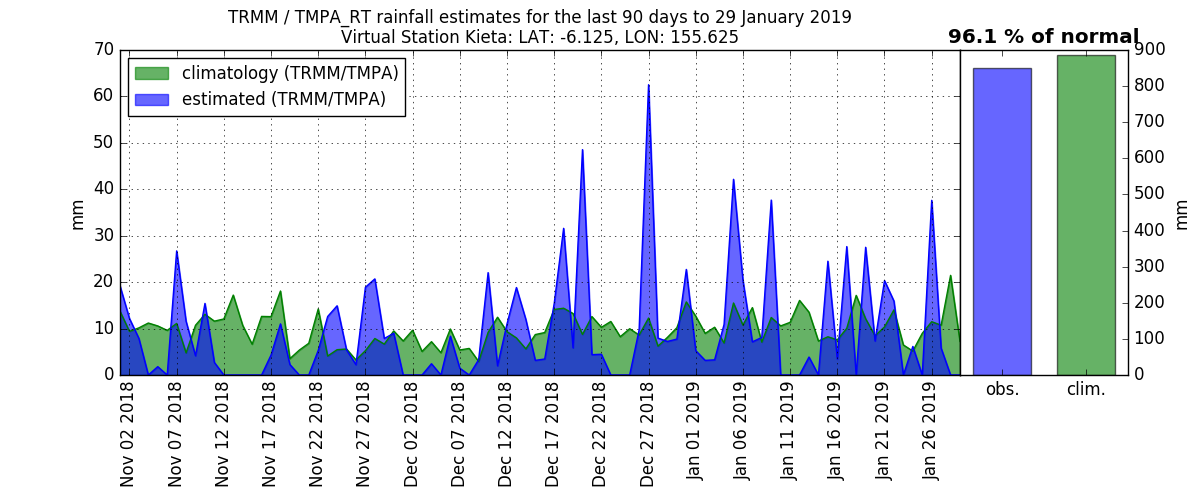 TRMM / TMPA_RT rainfall estimates for the last 90 days to 29 January 2019
Virtual Station Kieta: LAT: -6.125, LON: 155.625
96.1 % of normal
climatology (TRMM/TMPA)
estimated (TRMM/TMPA)
mm
70
60
50
40
30
20
10
0
Nov 02 2018
Nov 07 2018
Nov 12 2018
Nov 17 2018
Nov 22 2018
Nov 27 2018
Dec 02 2018
Dec 07 2018
Dec 12 2018
Dec 17 2018
Dec 22 2018
Dec 27 2018
Jan 01 2019
Jan 06 2019
Jan 11 2019
Jan 16 2019
Jan 21 2019
Jan 26 2019
obs.
clim.
900
800
700
600
500
400
300
200
100
0
mm